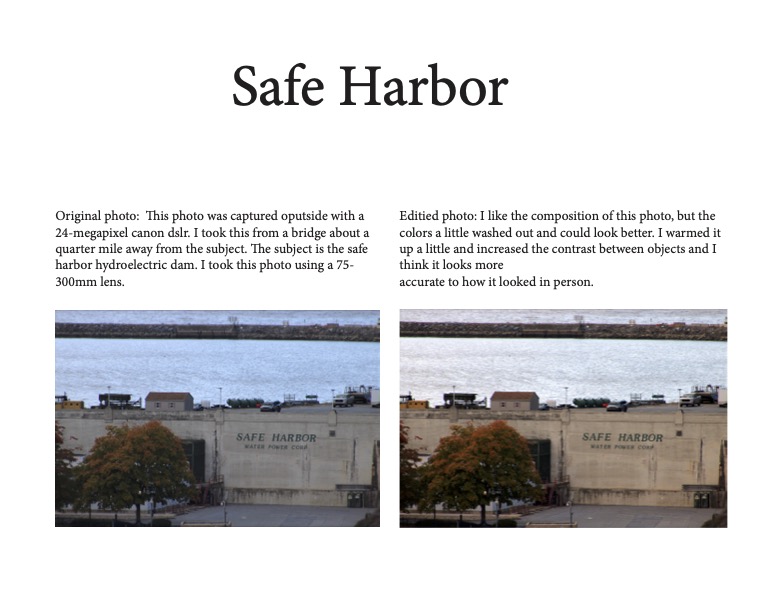 Safe Harbor
Original photo:  This photo was captured oputside with a
24-megapixel canon dslr. I took this from a bridge about a
quarter mile away from the subject. The subject is the safe
harbor hydroelectric dam. I took this photo using a 75-
300mm lens.
Editied photo: I like the composition of this photo, but the
colors a little washed out and could look better. I warmed it
up a little and increased the contrast between objects and I
think it looks more
accurate to how it looked in person.
SAFE HARBOR
WATER POWER CORP.
SAFE HARBOR
WATER POWER CORP.